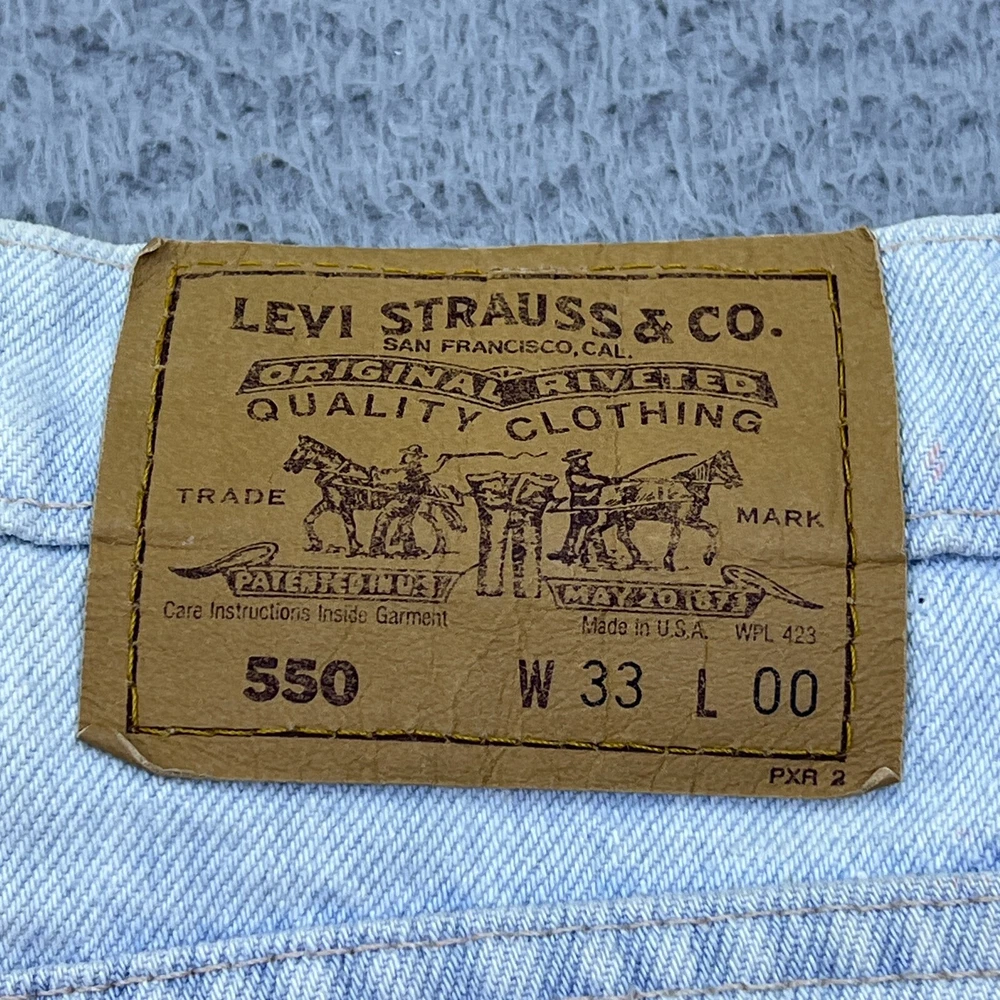 LEVI STRAUSS & CO.
SAN FRANCISCO, CAL.
ORIGINAL RIVETED
QUALITY CLOTHING
TRADE MARK
PATENTED IN U.S. MAY 20 1873
Care Instructions Inside Garment Made in U.S.A. WPL 423
550 W 33 L 00
PXR 2